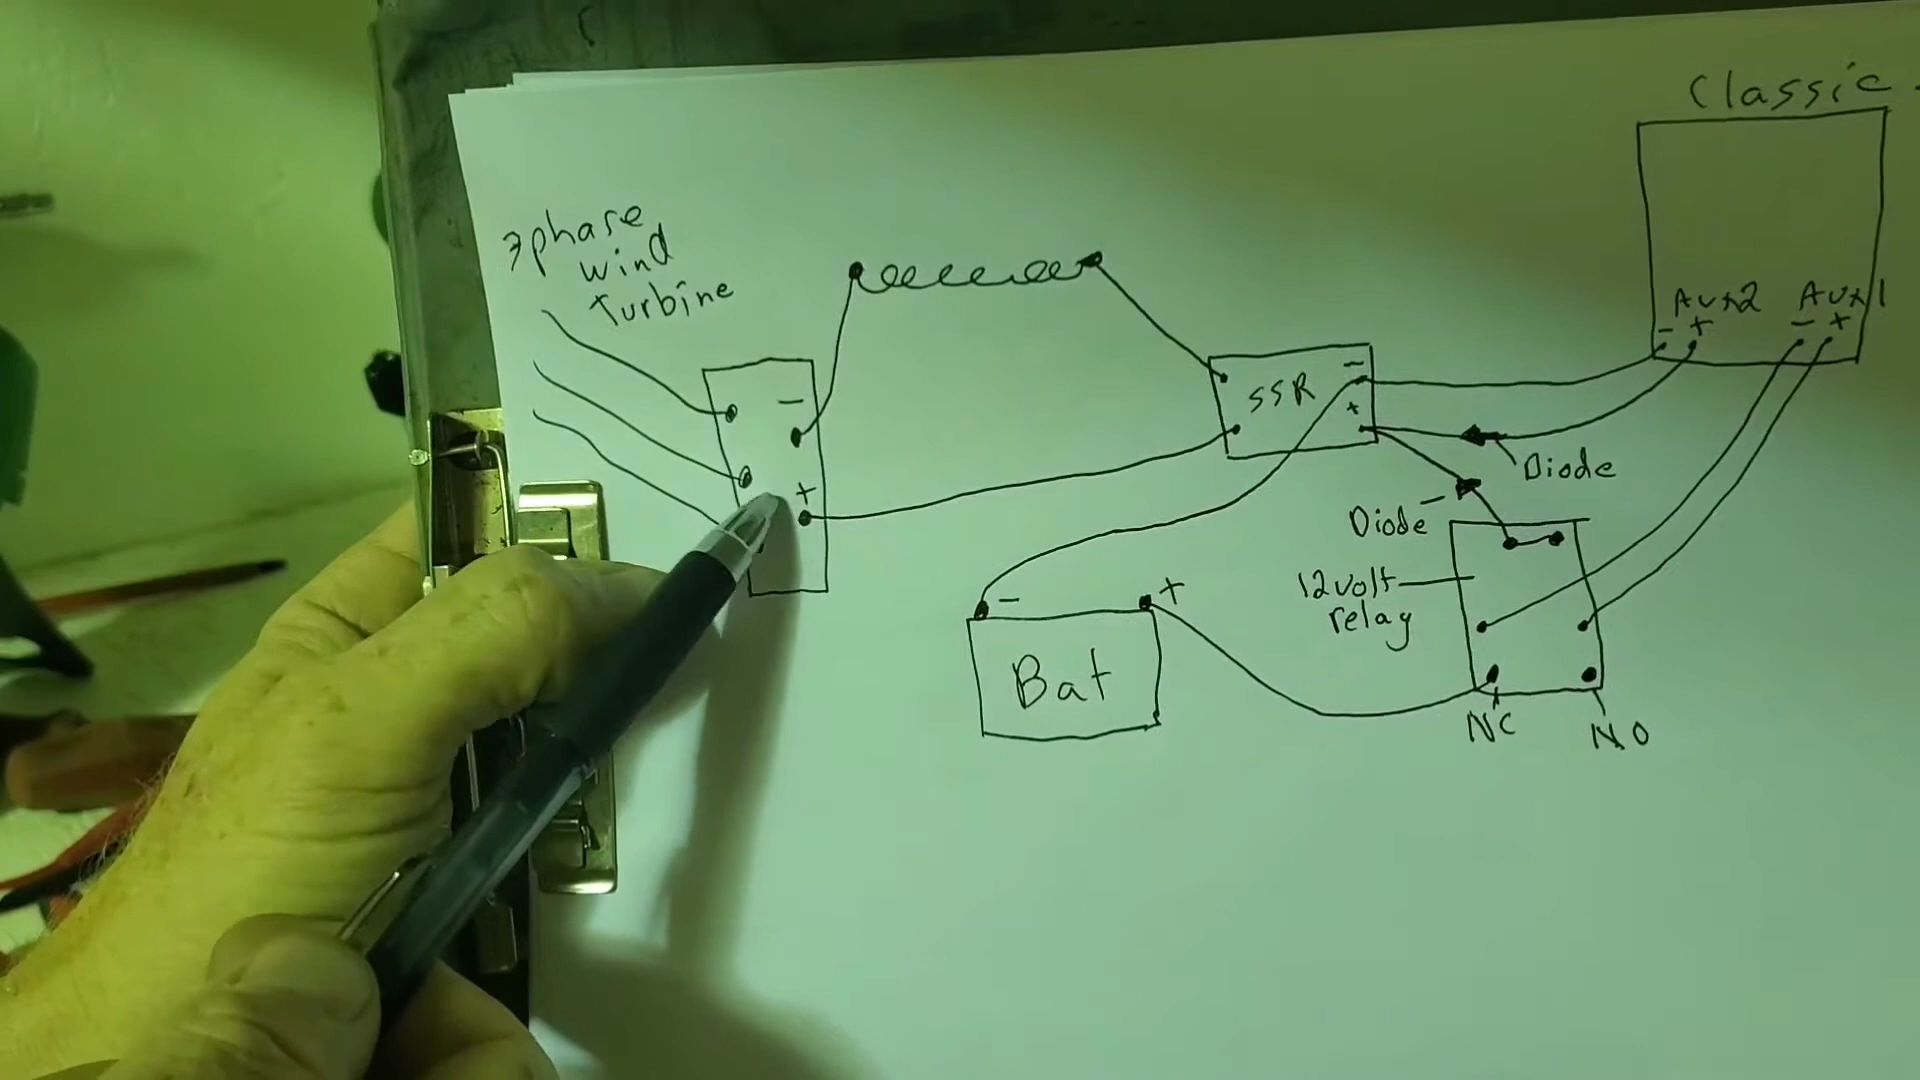 Classic
3phase
wind
Turbine
Aux2 Aux1
- + - +
-
+
SSR
-
+
Diode
Diode -
12volt
relay
- +
Bat
NC
NO